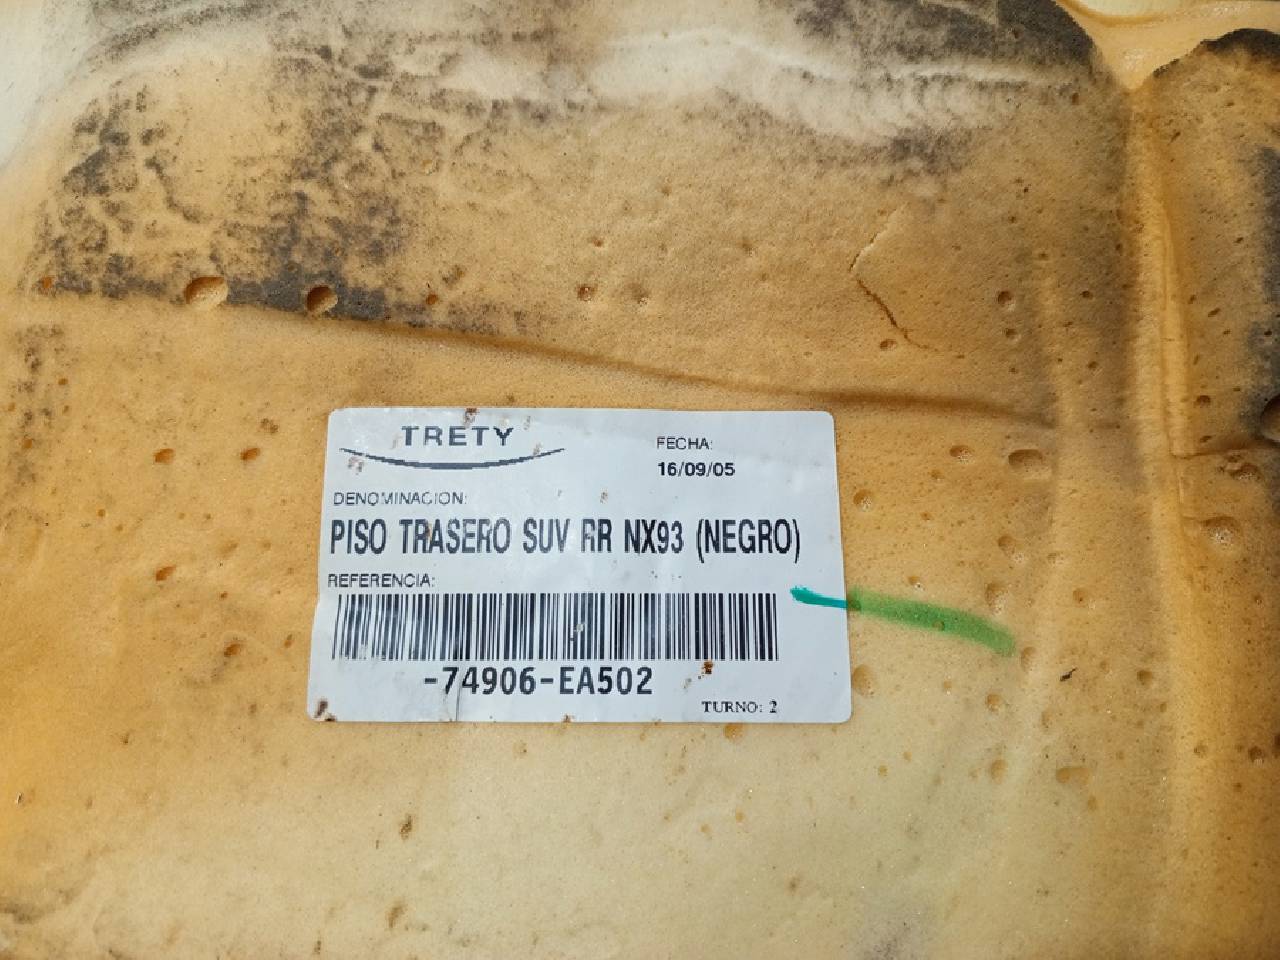 TRETY
FECHA:
16/09/05
DENOMINACION:
PISO TRASERO SUV RR NX93 (NEGRO)
REFERENCIA:
-74906-EA502
TURNO: 2